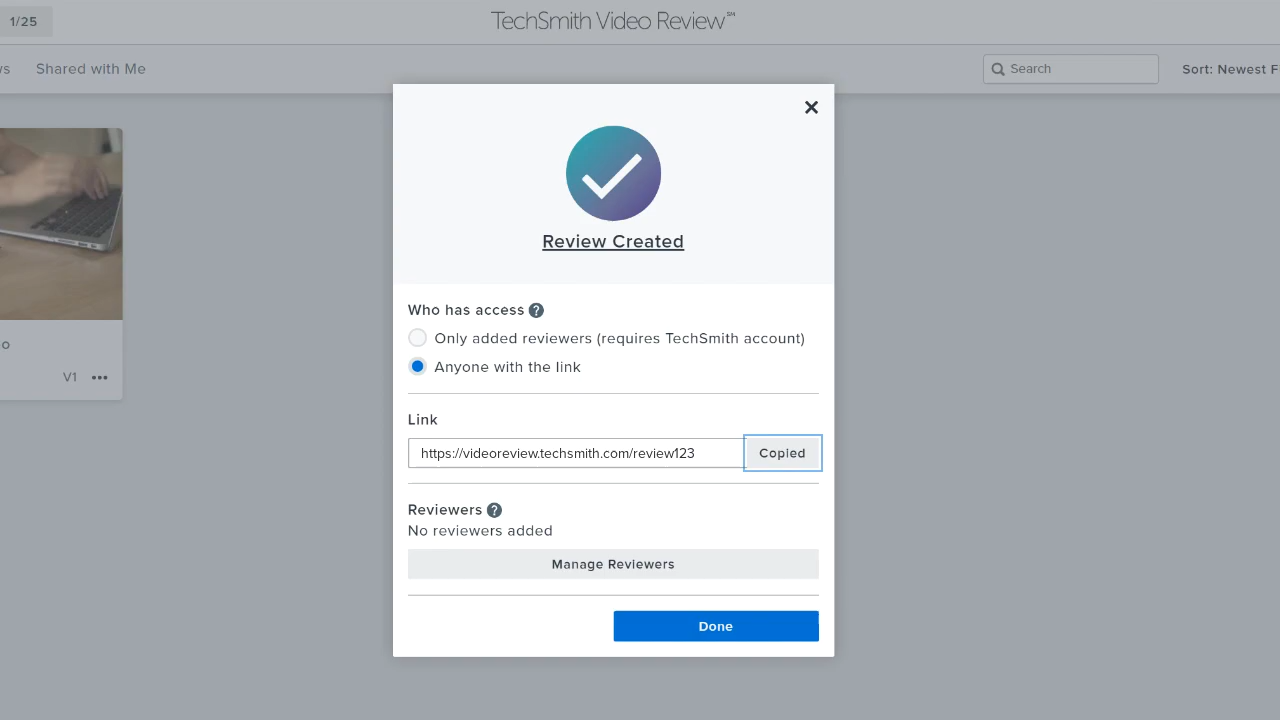 1/25
TechSmith Video Review℠
ws
Shared with Me
Search
Sort: Newest F
Review Created
Who has access ?
Only added reviewers (requires TechSmith account)
Anyone with the link
o
V1 •••
Link
https://videoreview.techsmith.com/review123
Copied
Reviewers ?
No reviewers added
Manage Reviewers
Done